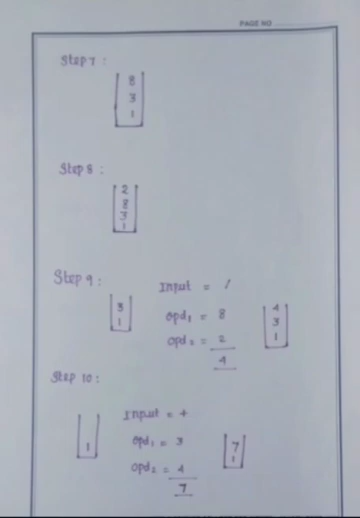 PAGE NO
Step 7 :
8
3
1
Step 8 :
2
8
3
1
Step 9 :
Input = /
3
1
opd₁ = 8
opd₂ = 2
4
4
3
1
Step 10 :
Input = +
1
opd₁ = 3
opd₂ = 4
7
7
1